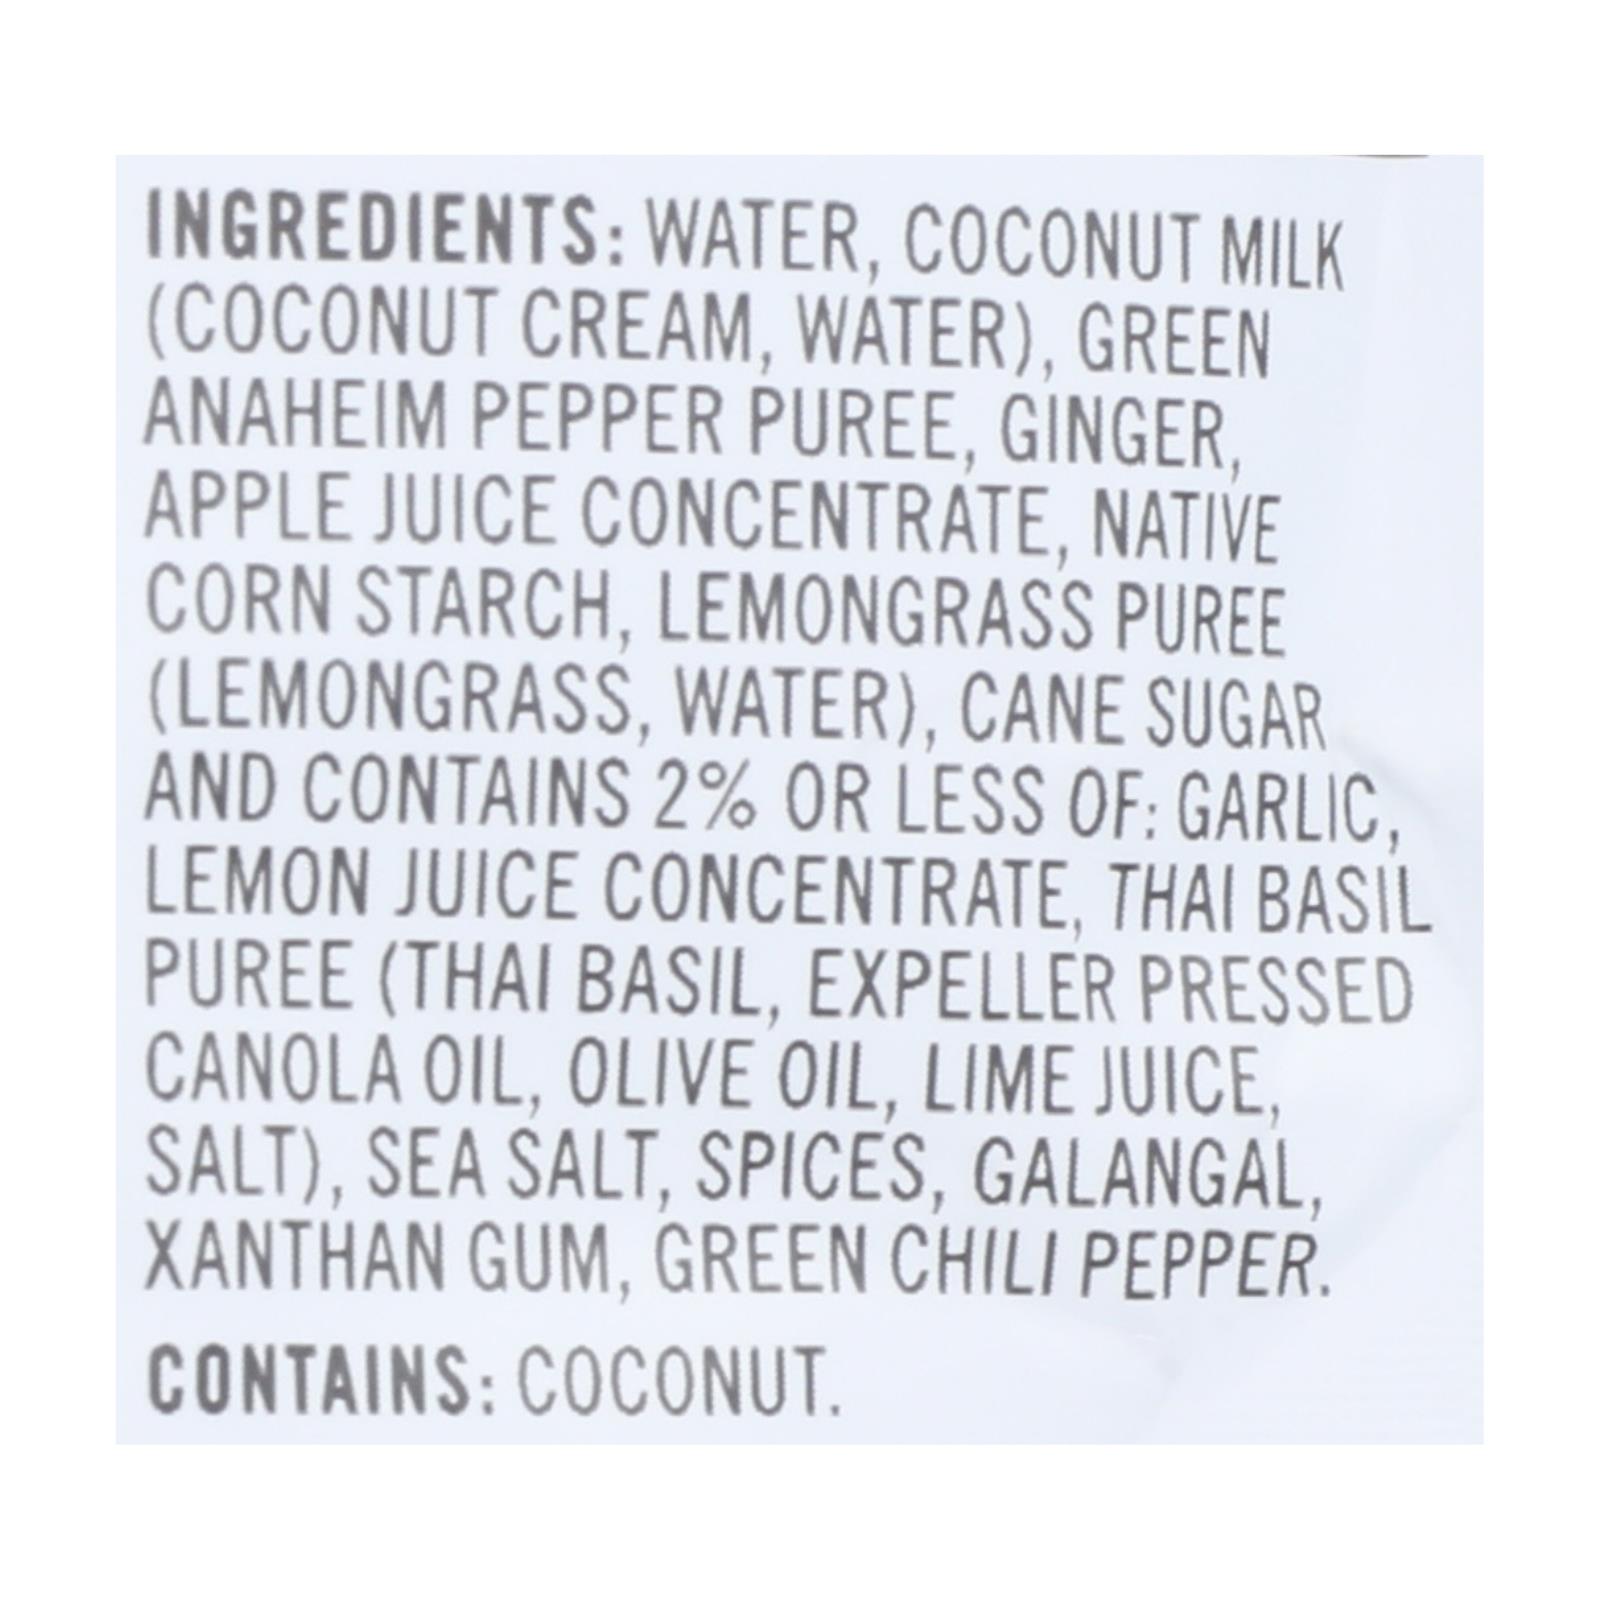 INGREDIENTS: WATER, COCONUT MILK
(COCONUT CREAM, WATER), GREEN
ANAHEIM PEPPER PUREE, GINGER,
APPLE JUICE CONCENTRATE, NATIVE
CORN STARCH, LEMONGRASS PUREE
(LEMONGRASS, WATER), CANE SUGAR
AND CONTAINS 2% OR LESS OF: GARLIC,
LEMON JUICE CONCENTRATE, THAI BASIL
PUREE (THAI BASIL, EXPELLER PRESSED
CANOLA OIL, OLIVE OIL, LIME JUICE,
SALT), SEA SALT, SPICES, GALANGAL,
XANTHAN GUM, GREEN CHILI PEPPER.
CONTAINS: COCONUT.